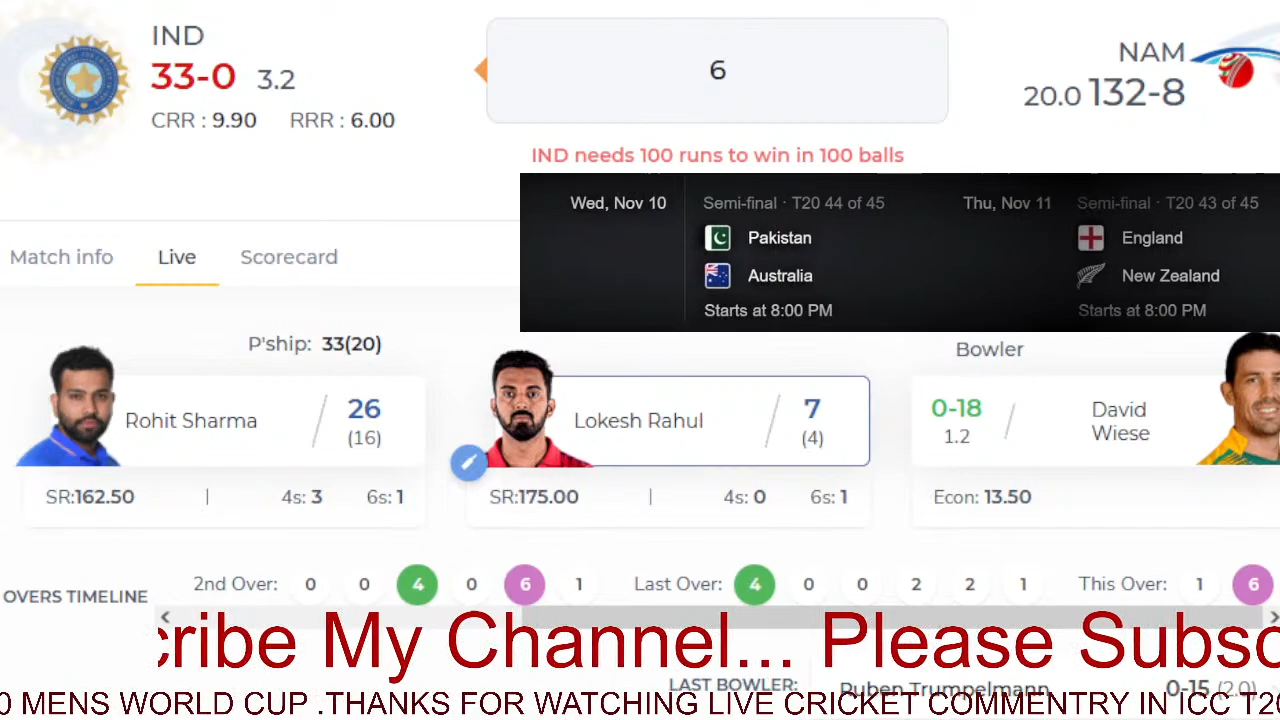 IND
33-0 3.2
CRR : 9.90 RRR : 6.00
6
NAM
20.0 132-8
IND needs 100 runs to win in 100 balls
Wed, Nov 10
Semi-final · T20 44 of 45
Pakistan
Australia
Starts at 8:00 PM
Thu, Nov 11
Semi-final · T20 43 of 45
England
New Zealand
Starts at 8:00 PM
Match info Live Scorecard
P'ship: 33(20)
Rohit Sharma
26
(16)
SR:162.50 | 4s: 3 6s: 1
Lokesh Rahul
7
(4)
SR:175.00 | 4s: 0 6s: 1
Bowler
0-18
1.2
David
Wiese
Econ: 13.50
OVERS TIMELINE
2nd Over: 0 0 4 0 6 1 Last Over: 4 0 0 2 2 1 This Over: 1 6
cribe My Channel... Please Subsc
LAST BOWLER: Ruben Trumpelmann 0-15 (2.0)
0 MENS WORLD CUP .THANKS FOR WATCHING LIVE CRICKET COMMENTRY IN ICC T20